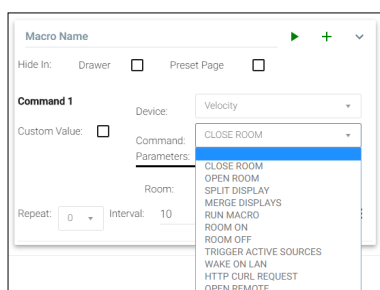 Macro Name
Hide In: Drawer Preset Page
Command 1
Device: Velocity
Custom Value:
Command: CLOSE ROOM
Parameters:
CLOSE ROOM
OPEN ROOM
Room:
SPLIT DISPLAY
MERGE DISPLAYS
Repeat: 0 Interval: 10
RUN MACRO
ROOM ON
ROOM OFF
TRIGGER ACTIVE SOURCES
WAKE ON LAN
HTTP CURL REQUEST
OPEN REMOTE